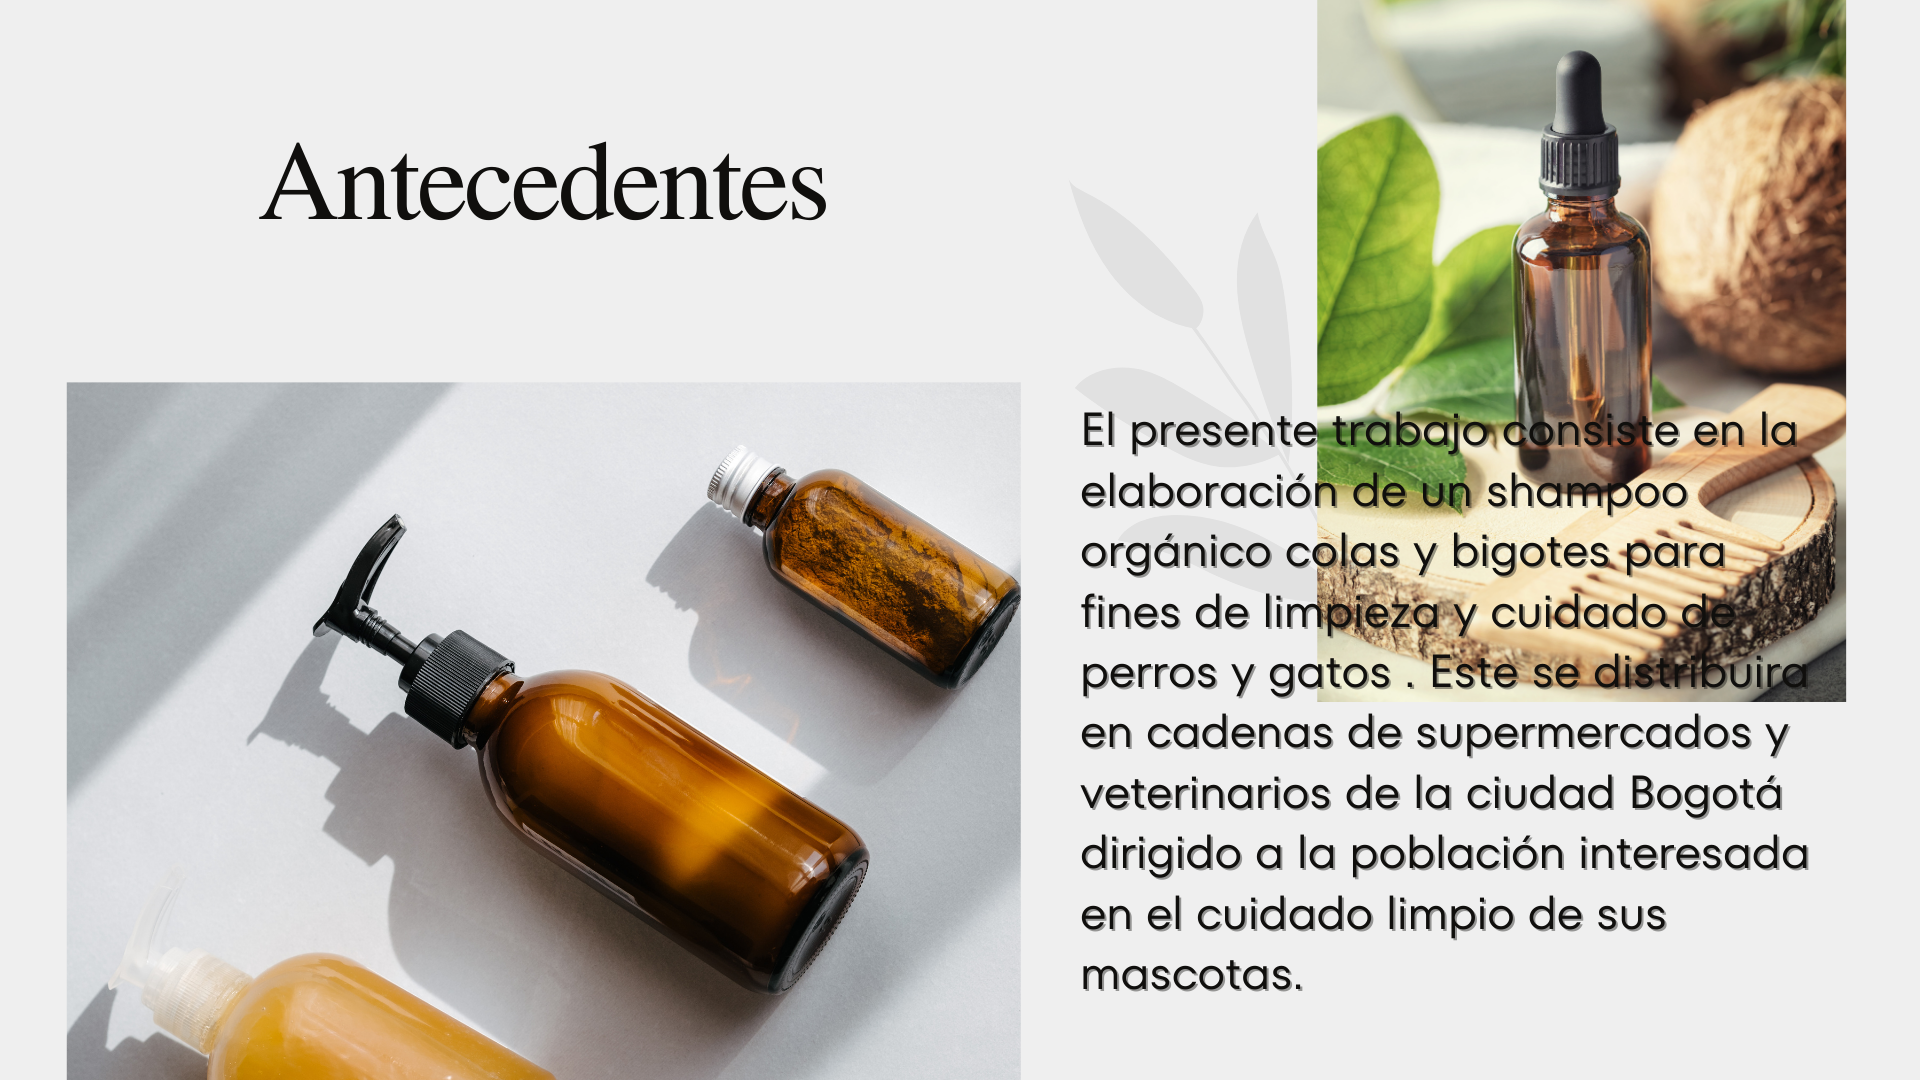 Antecedentes
El presente trabajo consiste en la
elaboración de un shampoo
orgánico colas y bigotes para
fines de limpieza y cuidado de
perros y gatos . Este se distribuira
en cadenas de supermercados y
veterinarios de la ciudad Bogotá
dirigido a la población interesada
en el cuidado limpio de sus
mascotas.